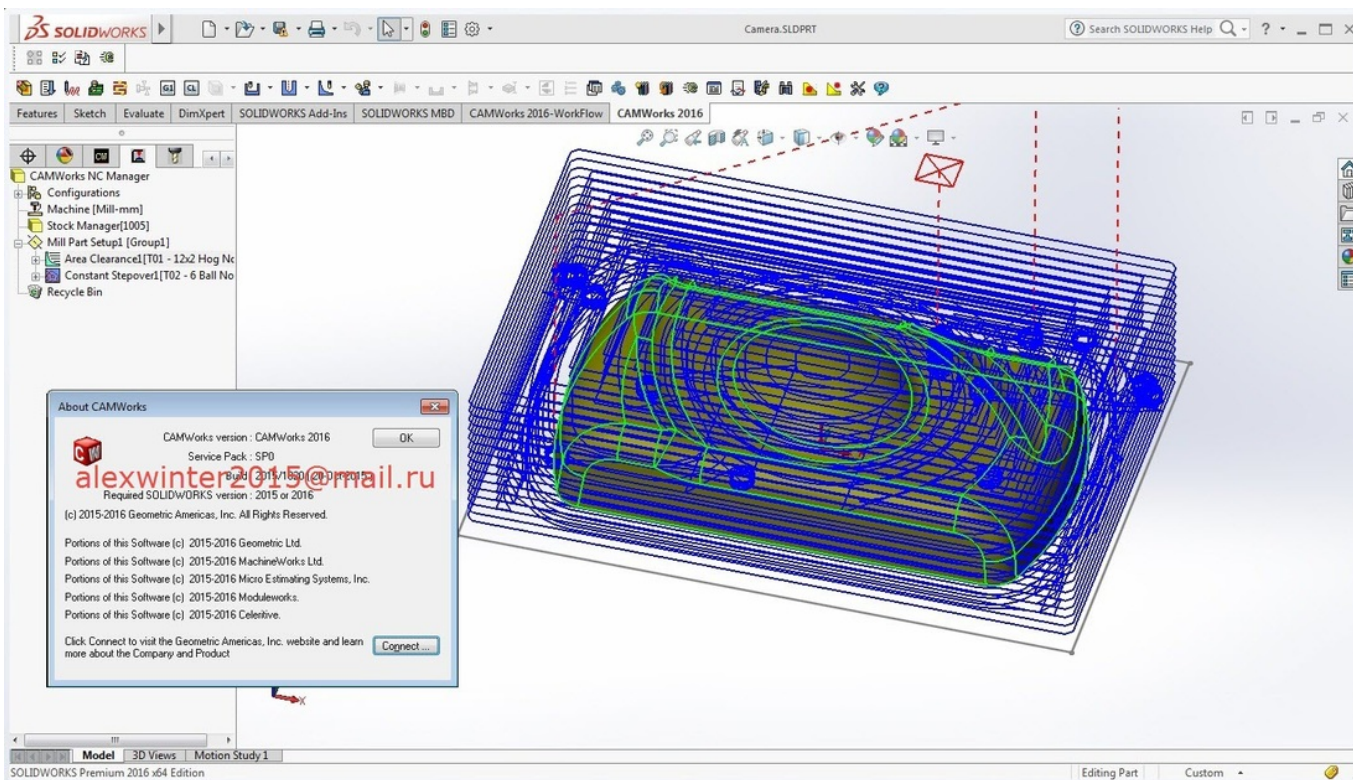 SOLIDWORKS
Camera.SLDPRT
Search SOLIDWORKS Help
Features
Sketch
Evaluate
DimXpert
SOLIDWORKS Add-Ins
SOLIDWORKS MBD
CAMWorks 2016-WorkFlow
CAMWorks 2016
CAMWorks NC Manager
Configurations
Machine [Mill-mm]
Stock Manager[1005]
Mill Part Setup1 [Group1]
Area Clearance1[T01 - 12x2 Hog No
Constant Stepover1[T02 - 6 Ball No
Recycle Bin
About CAMWorks
CAMWorks version : CAMWorks 2016
OK
Service Pack : SP0
Build :
alexwinter2015@mail.ru
Required SOLIDWORKS version : 2015 or 2016
(c) 2015-2016 Geometric Americas, Inc. All Rights Reserved.
Portions of this Software (c) 2015-2016 Geometric Ltd.
Portions of this Software (c) 2015-2016 MachineWorks Ltd.
Portions of this Software (c) 2015-2016 Micro Estimating Systems, Inc.
Portions of this Software (c) 2015-2016 Moduleworks.
Portions of this Software (c) 2015-2016 Celeritive.
Click Connect to visit the Geometric Americas, Inc. website and learn
more about the Company and Product
Connect ...
X
Model
3D Views
Motion Study 1
SOLIDWORKS Premium 2016 x64 Edition
Editing Part
Custom